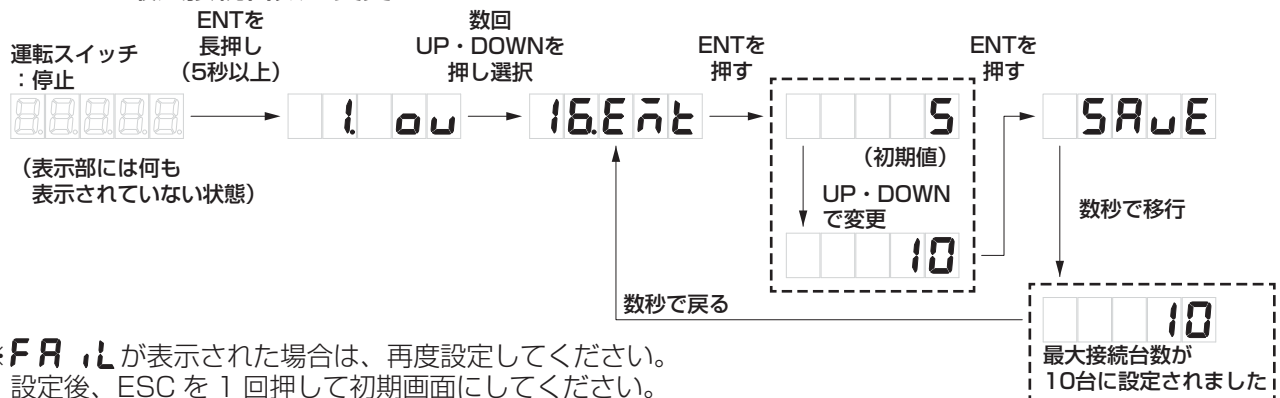 ENTを
長押し
(5秒以上)
数回
UP・DOWNを
押し選択
ENTを
押す
ENTを
押す
運転スイッチ
:停止
1. ou
16.Ent
5
SAuE
(表示部には何も
表示されていない状態)
(初期値)
UP・DOWN
で変更
10
数秒で移行
数秒で戻る
10
最大接続台数が
10台に設定されました
※FAiLが表示された場合は、再度設定してください。
設定後、ESC を 1 回押して初期画面にしてください。